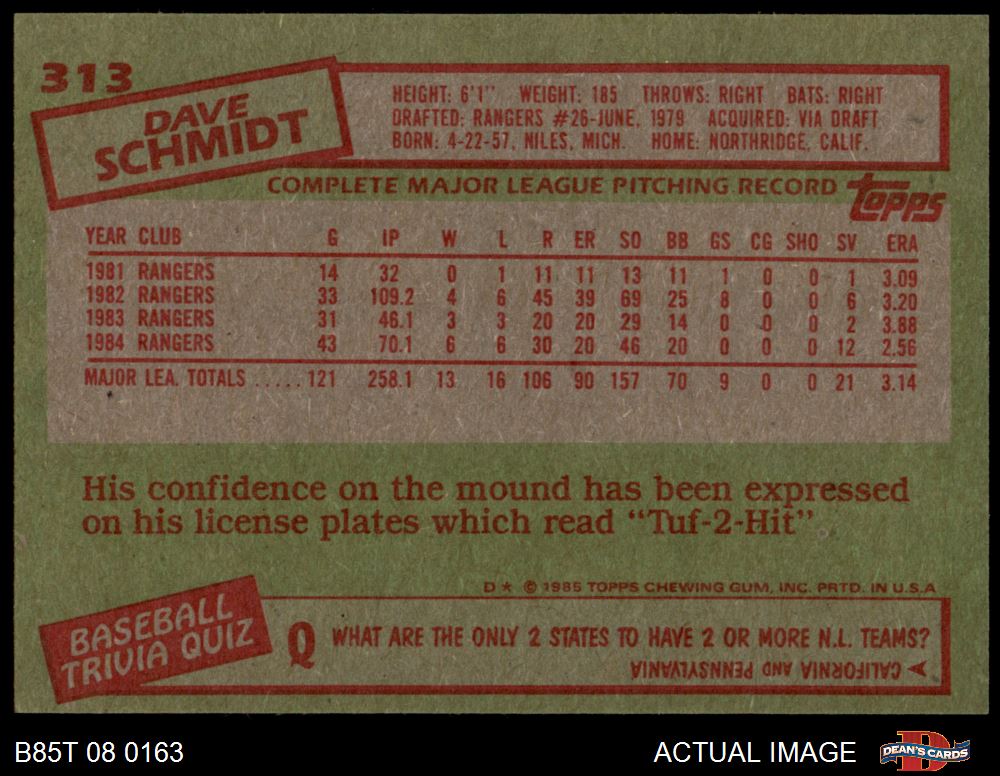 313
DAVE
SCHMIDT
HEIGHT: 6'1" WEIGHT: 185 THROWS: RIGHT BATS: RIGHT
DRAFTED: RANGERS #26-JUNE, 1979 ACQUIRED: VIA DRAFT
BORN: 4-22-57, NILES, MICH. HOME: NORTHRIDGE, CALIF.
COMPLETE MAJOR LEAGUE PITCHING RECORD topps
YEAR CLUB G IP W L R ER SO BB GS CG SHO SV ERA
1981 RANGERS 14 32 0 1 11 11 13 11 1 0 0 1 3.09
1982 RANGERS 33 109.2 4 6 45 39 69 25 8 0 0 6 3.20
1983 RANGERS 31 46.1 3 3 20 20 29 14 0 0 0 2 3.88
1984 RANGERS 43 70.1 6 6 30 20 46 20 0 0 0 12 2.56
MAJOR LEA. TOTALS .....121 258.1 13 16 106 90 157 70 9 0 0 21 3.14
His confidence on the mound has been expressed
on his license plates which read "Tuf-2-Hit"
D ★ © 1985 TOPPS CHEWING GUM, INC. PRTD. IN U.S.A
BASEBALL
TRIVIA QUIZ
Q WHAT ARE THE ONLY 2 STATES TO HAVE 2 OR MORE N.L. TEAMS?
CALIFORNIA AND PENNSYLVANIA
B85T 08 0163
ACTUAL IMAGE
DEAN'S CARDS